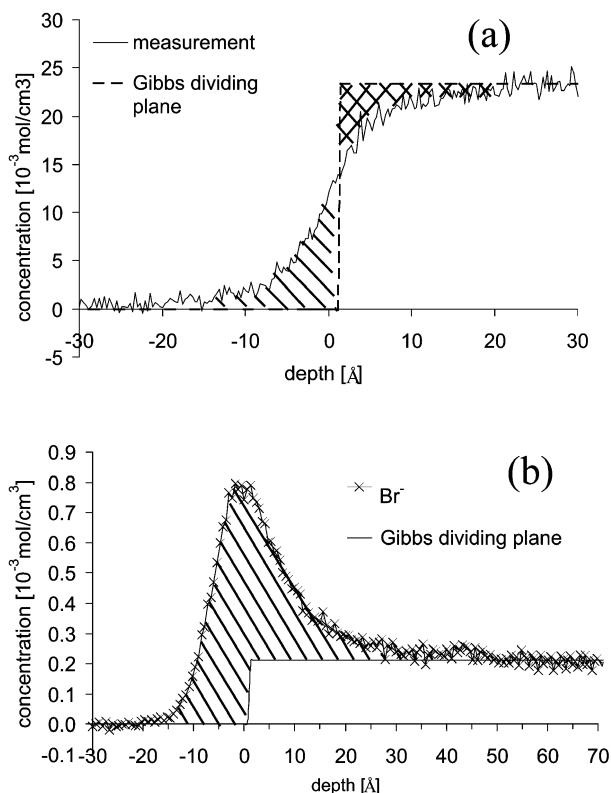 (a)
measurement
Gibbs dividing
plane
concentration [10-3mol/cm3]
30
25
20
15
10
5
0
-5
-30 -20 -10 0 10 20 30
depth [Å]
(b)
Br-
Gibbs dividing plane
concentration [10-3mol/cm3]
0.9
0.8
0.7
0.6
0.5
0.4
0.3
0.2
0.1
0.0
-0.1
-30 -20 -10 0 10 20 30 40 50 60 70
depth [Å]